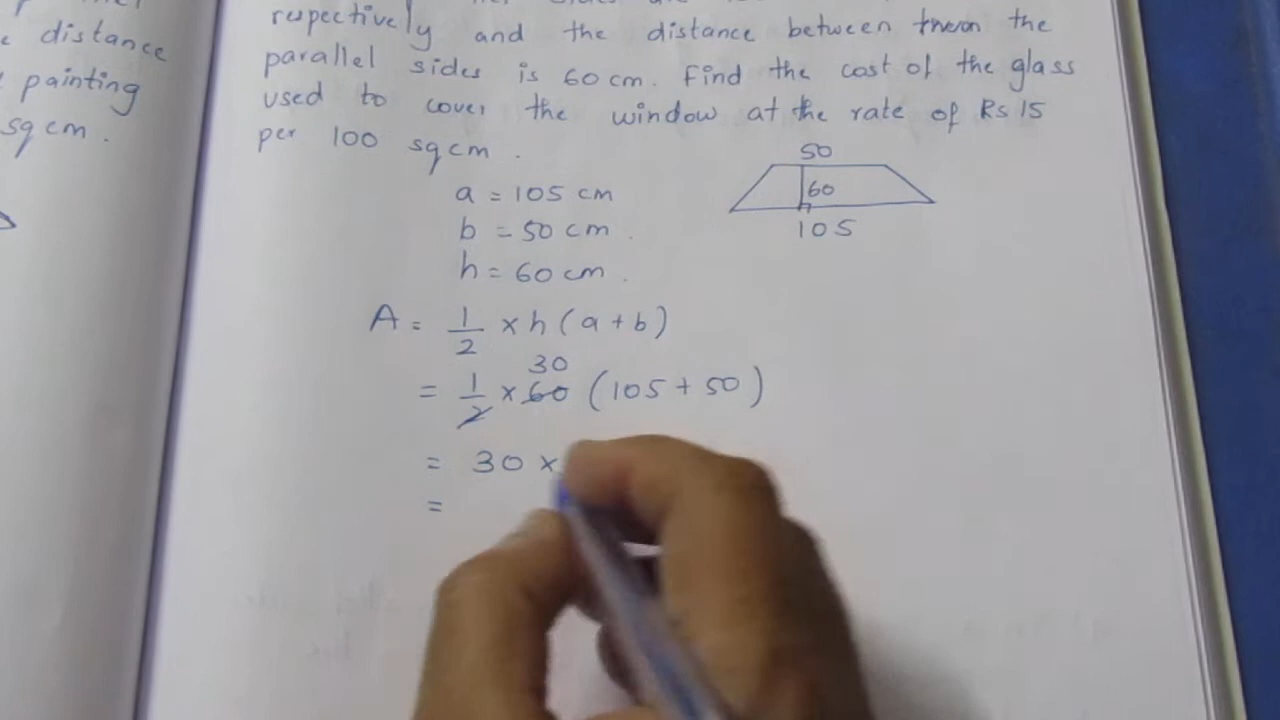 distance
painting
sq cm.
respectively and the distance between the
parallel sides is 60 cm. Find the cost of the glass
used to cover the window at the rate of Rs 15
per 100 sq cm.
50
60
105
a = 105 cm
b = 50 cm.
h = 60 cm.
A = 1/2 × h (a + b)
30
= 1/2 × 60 (105 + 50)
= 30 ×
=